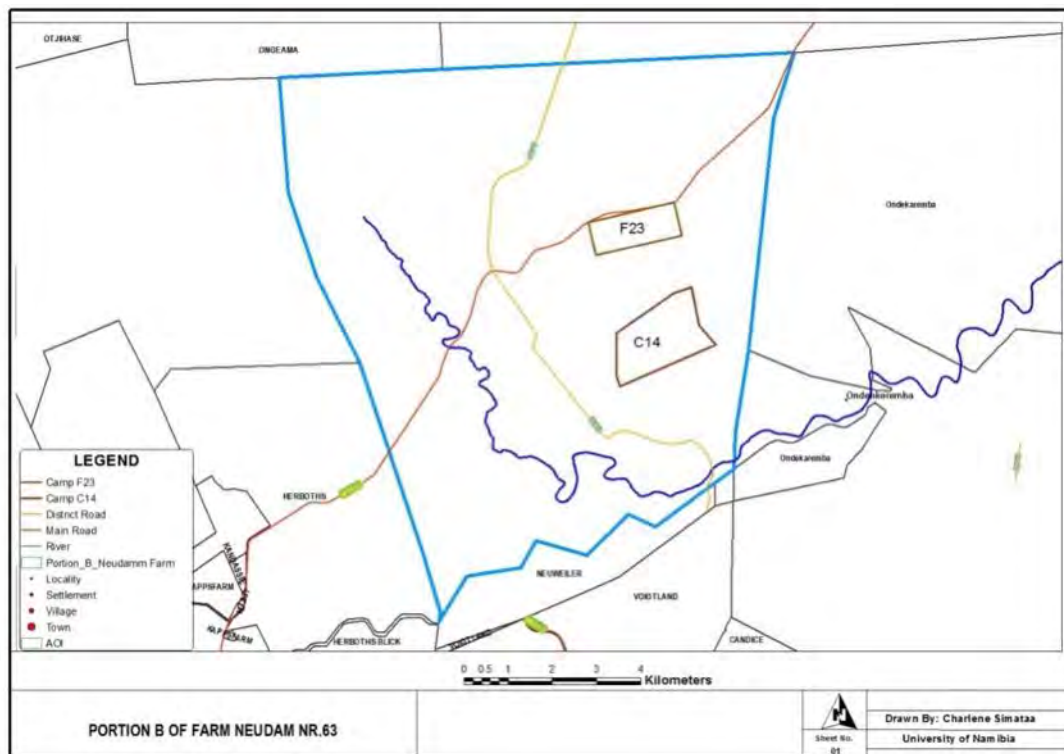 OTJIHASE
ONGEAMA
Ondekaremba
F23
C14
Ondekaremba
Ondekaremba
HERBOTHS
NEUWEILER
VOIGTLAND
CANDICE
HERBOTHS BLICK
APPSFARM
LEGEND
Camp F23
Camp C14
District Road
Main Road
River
Portion_B_Neudamm Farm
Locality
Settlement
Village
Town
AOI
0 0.5 1 2 3 4
Kilometers
PORTION B OF FARM NEUDAM NR.63
N
Sheet No.
01
Drawn By: Charlene Simataa
University of Namibia